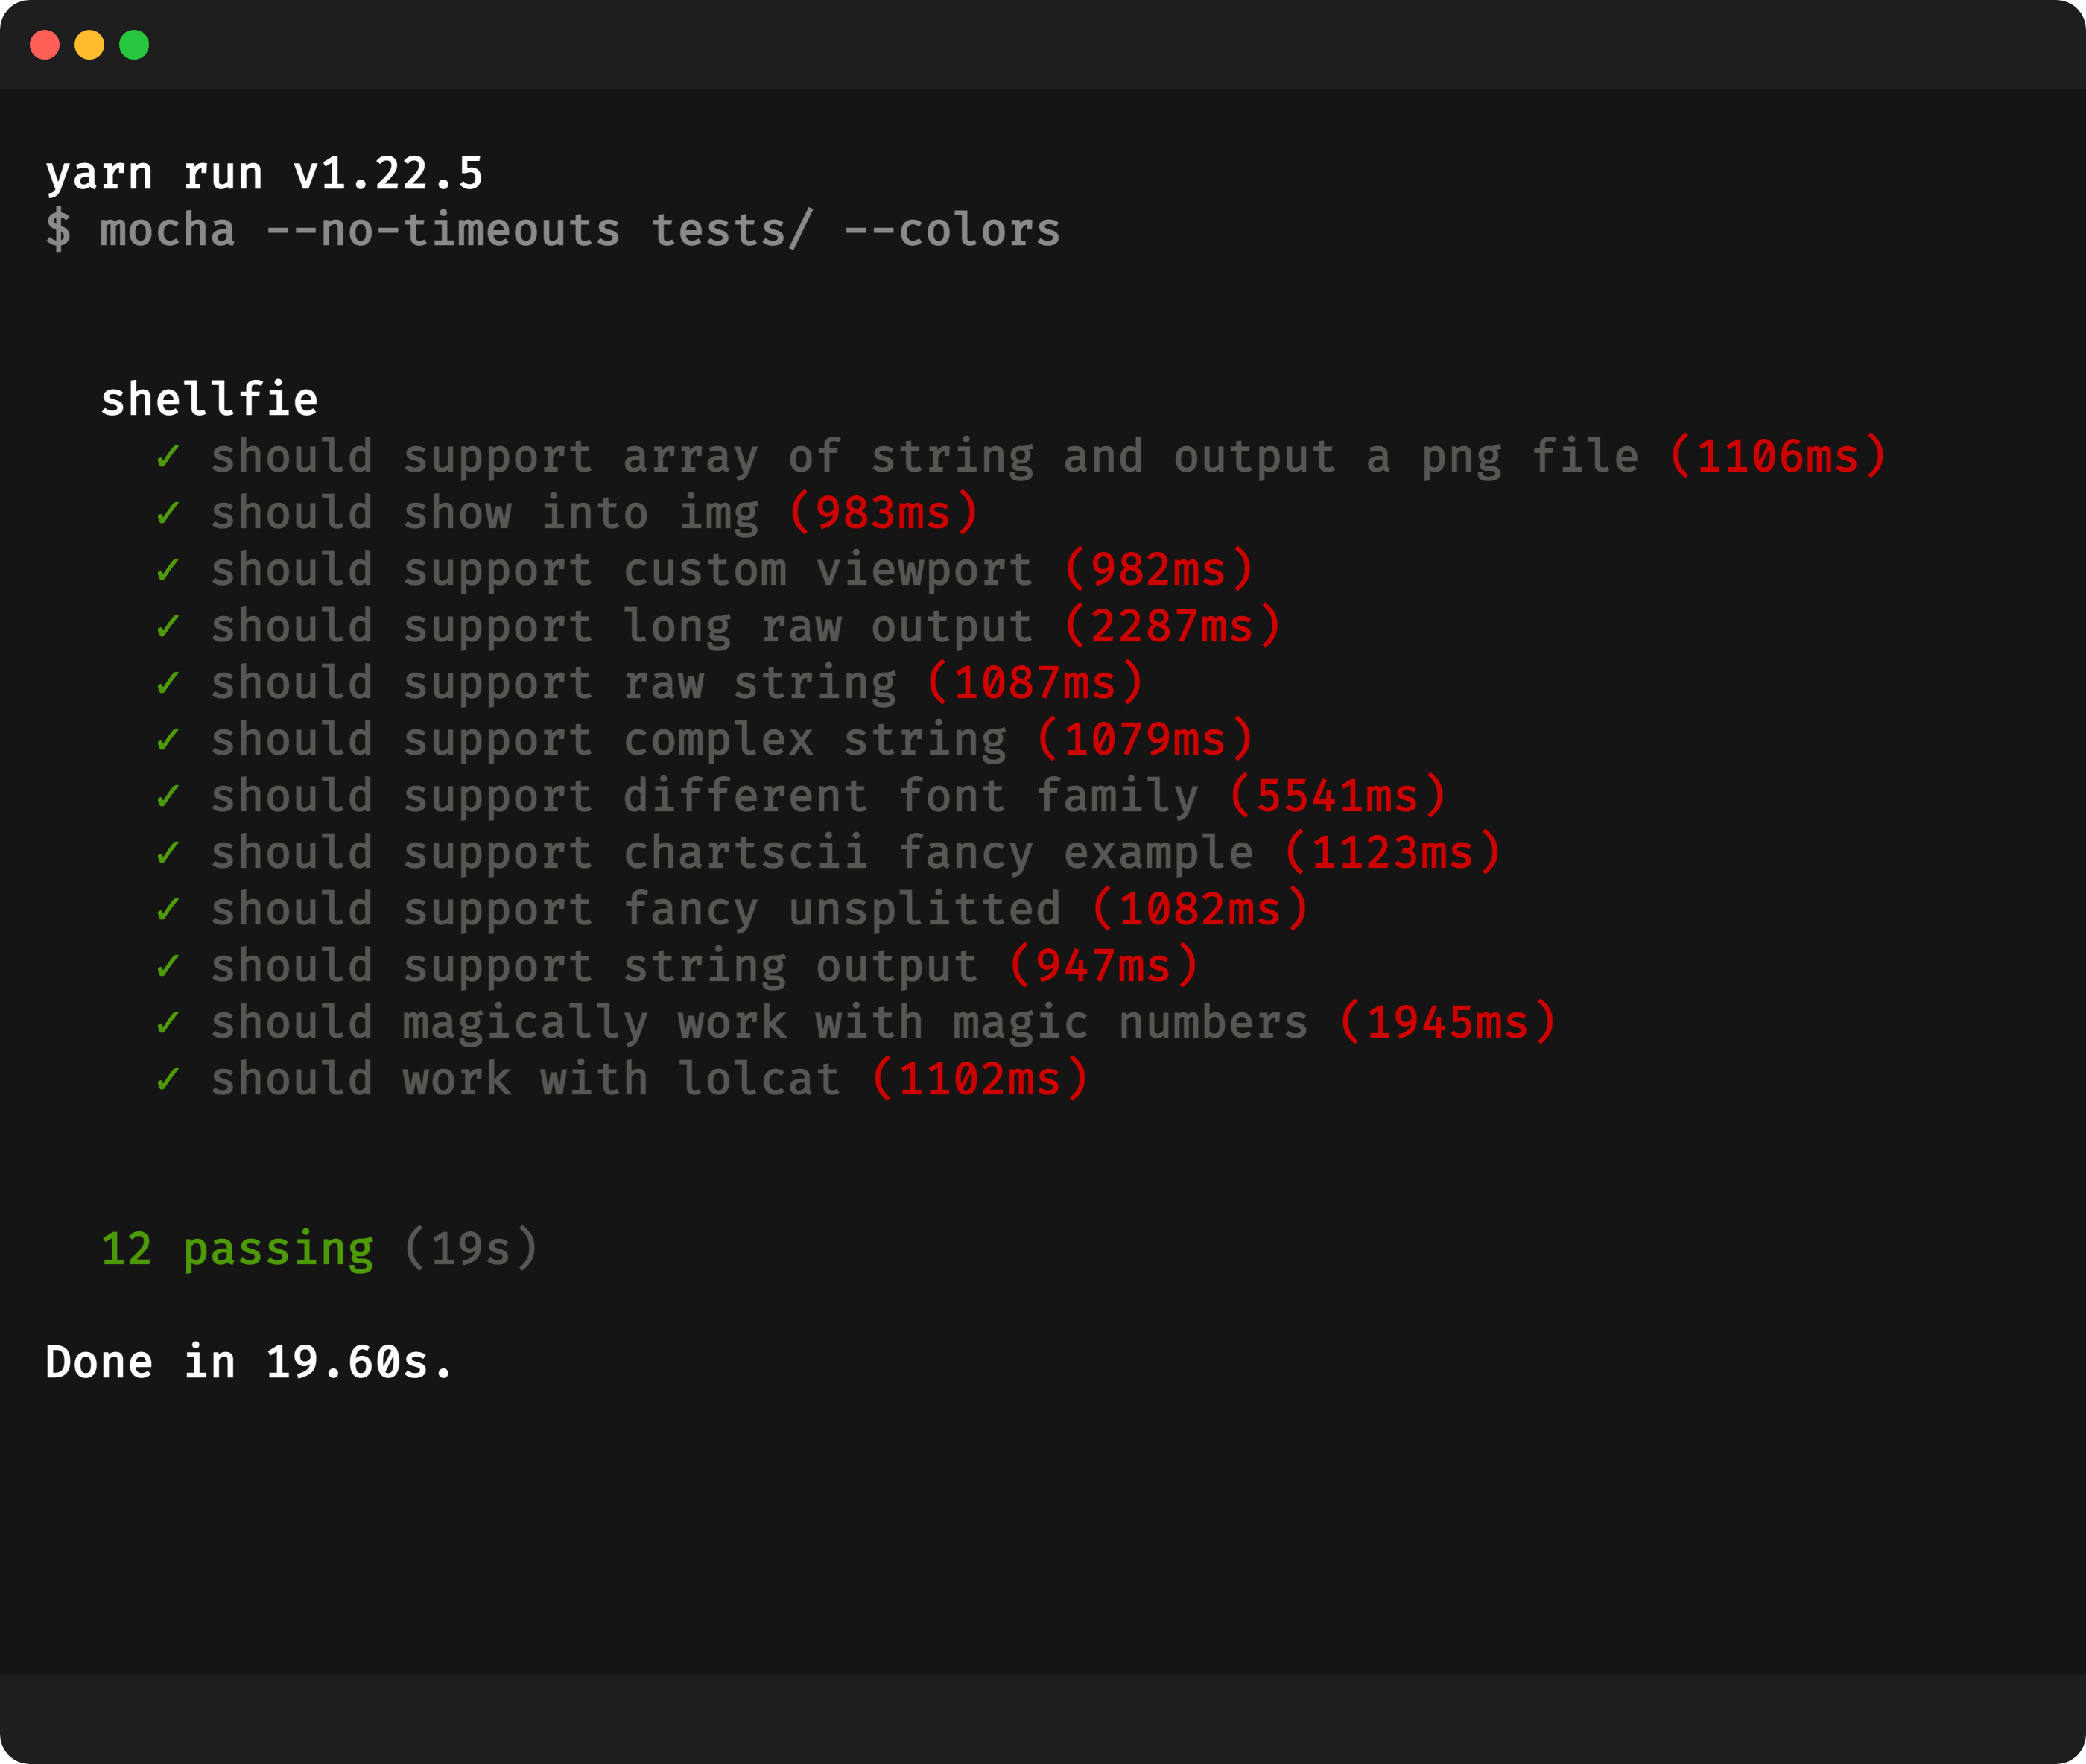 yarn run v1.22.5
$ mocha --no-timeouts tests/ --colors
shellfie
✓ should support array of string and output a png file (1106ms)
✓ should show into img (983ms)
✓ should support custom viewport (982ms)
✓ should support long raw output (2287ms)
✓ should support raw string (1087ms)
✓ should support complex string (1079ms)
✓ should support different font family (5541ms)
✓ should support chartscii fancy example (1123ms)
✓ should support fancy unsplitted (1082ms)
✓ should support string output (947ms)
✓ should magically work with magic numbers (1945ms)
✓ should work with lolcat (1102ms)
12 passing (19s)
Done in 19.60s.